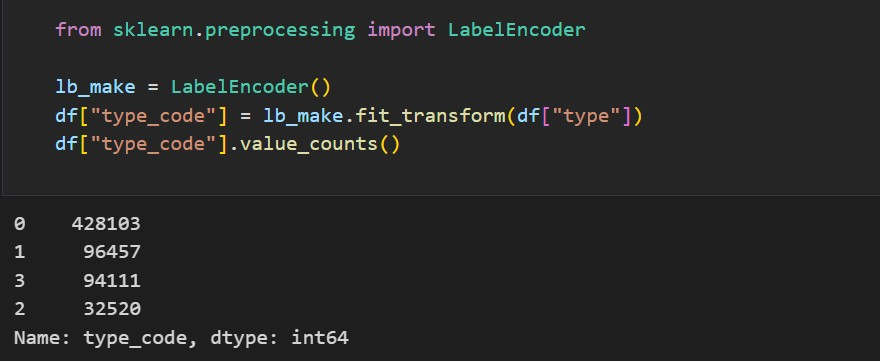 from sklearn.preprocessing import LabelEncoder
lb_make = LabelEncoder()
df["type_code"] = lb_make.fit_transform(df["type"])
df["type_code"].value_counts()
0    428103
1     96457
3     94111
2     32520
Name: type_code, dtype: int64